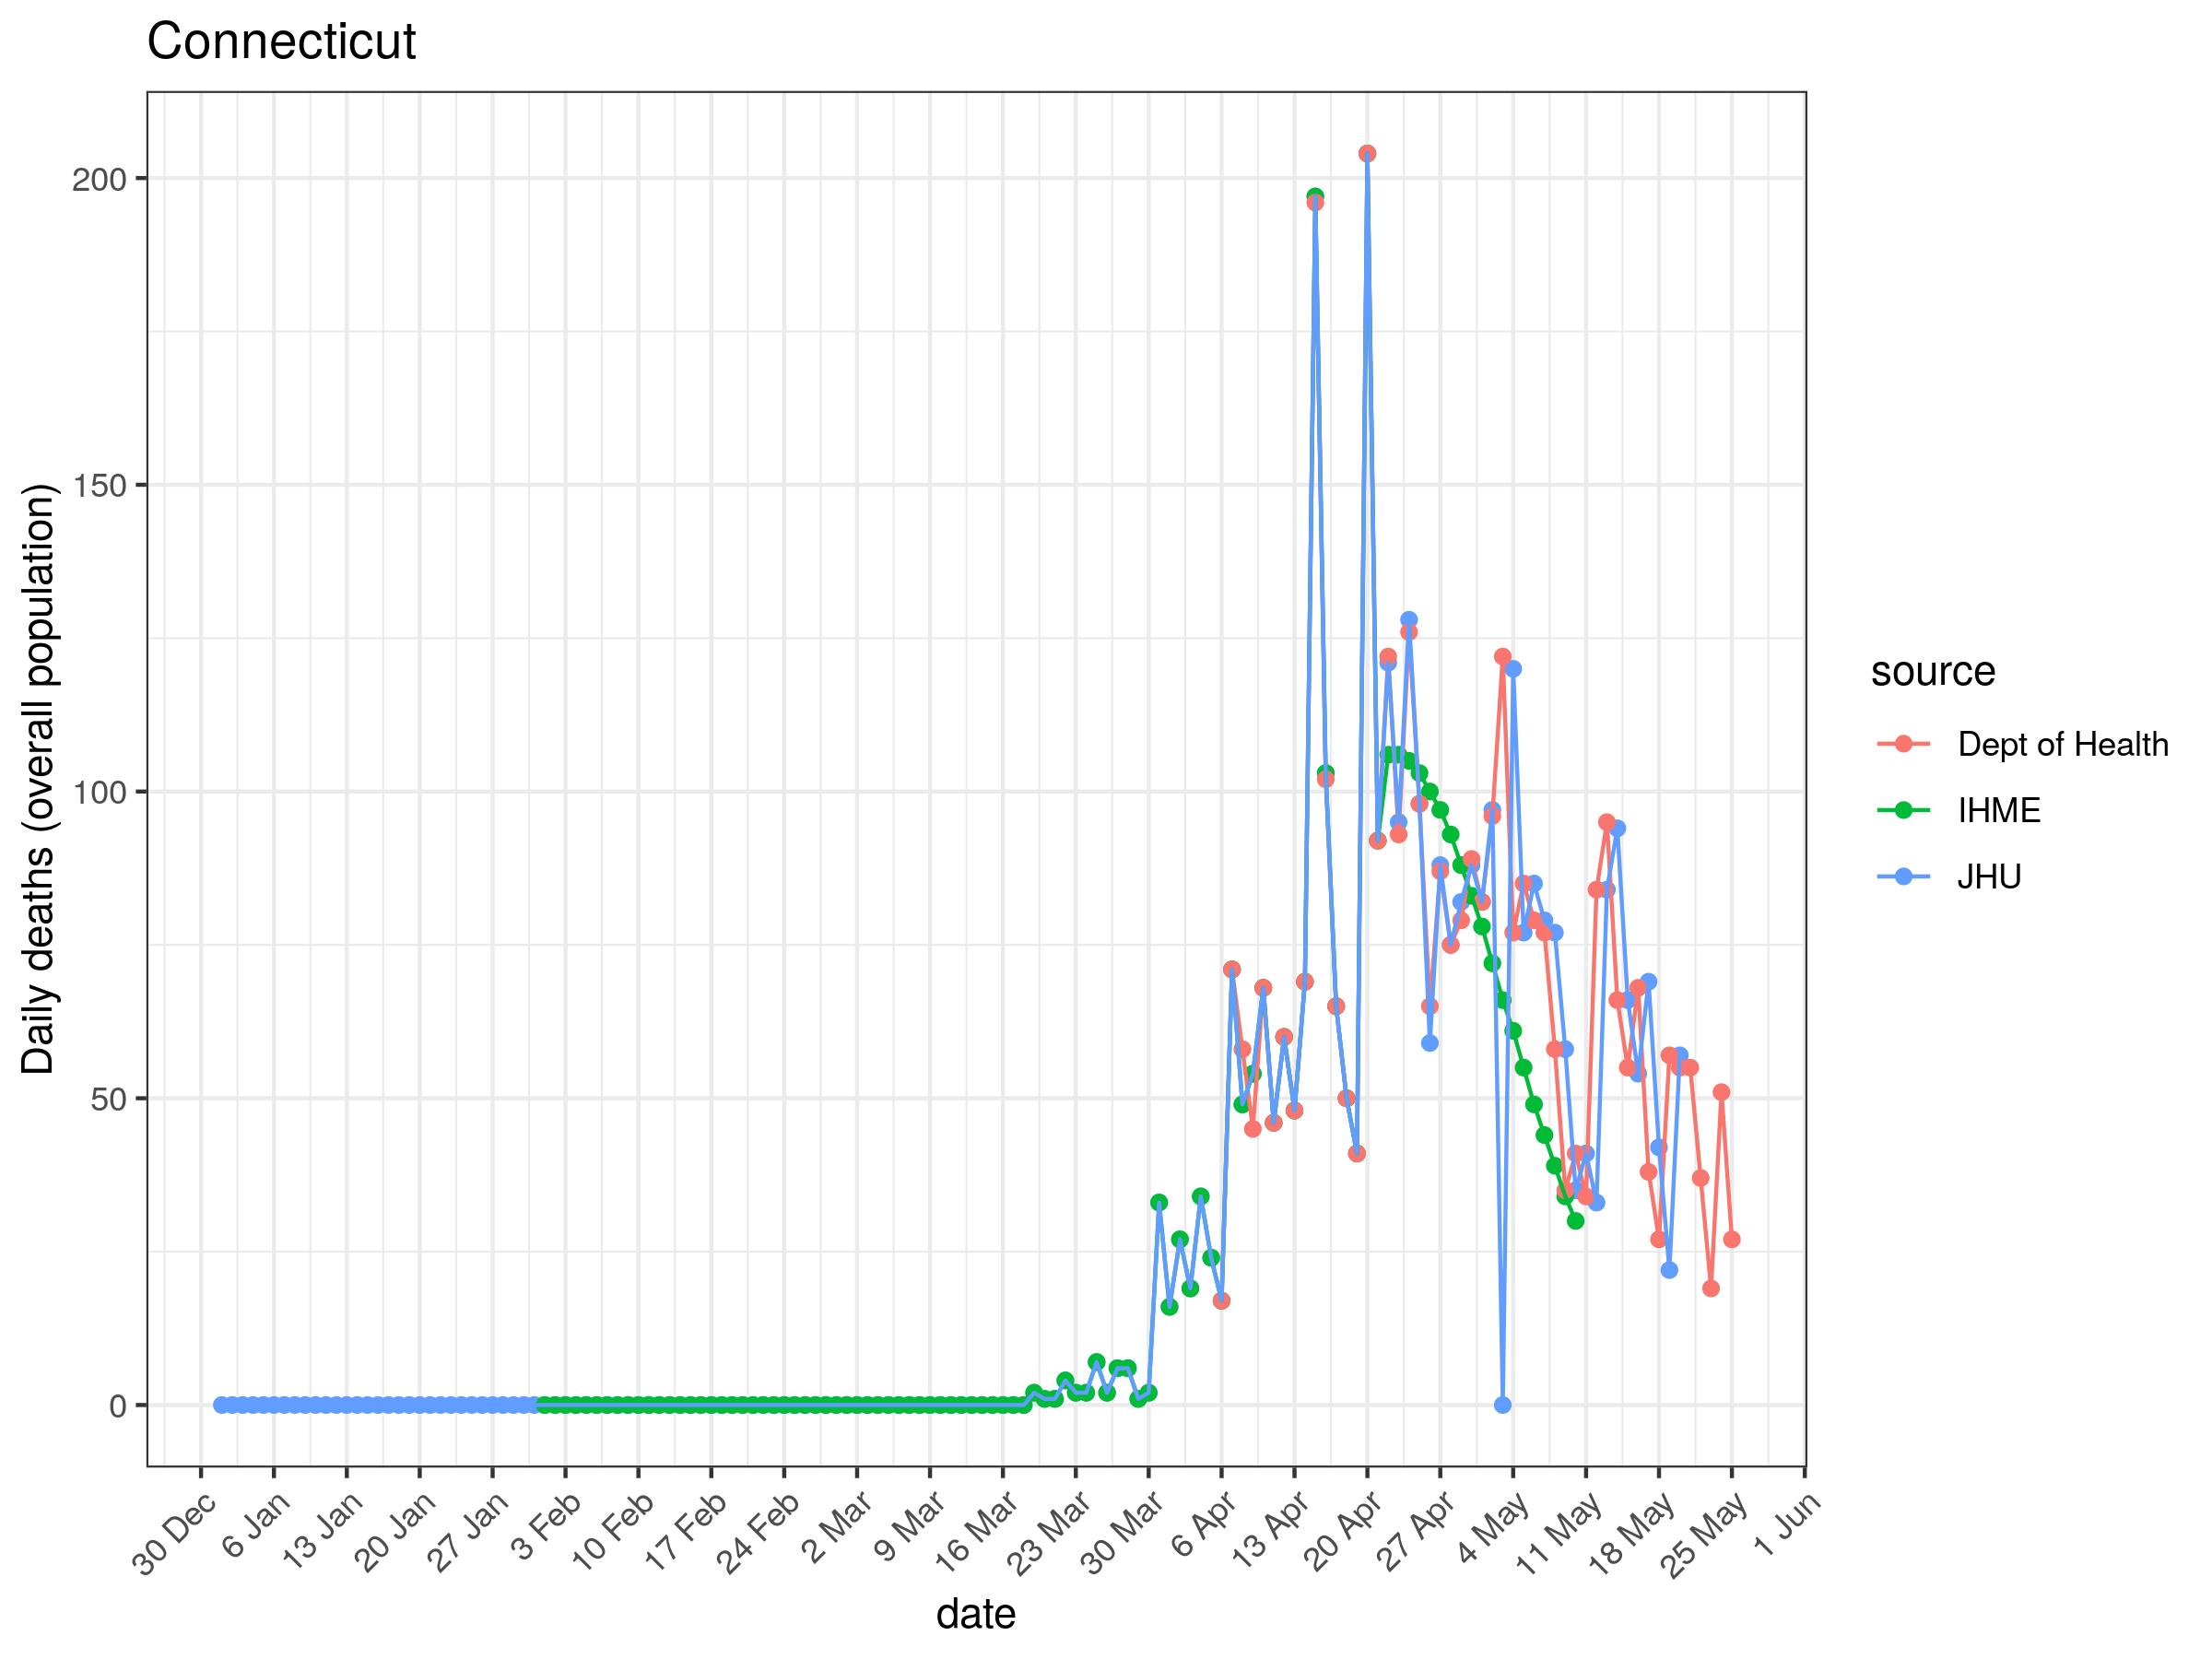 Connecticut
Daily deaths (overall population)
200
150
100
50
0
30 Dec
6 Jan
13 Jan
20 Jan
27 Jan
3 Feb
10 Feb
17 Feb
24 Feb
2 Mar
9 Mar
16 Mar
23 Mar
30 Mar
6 Apr
13 Apr
20 Apr
27 Apr
4 May
11 May
18 May
25 May
1 Jun
date
source
Dept of Health
IHME
JHU